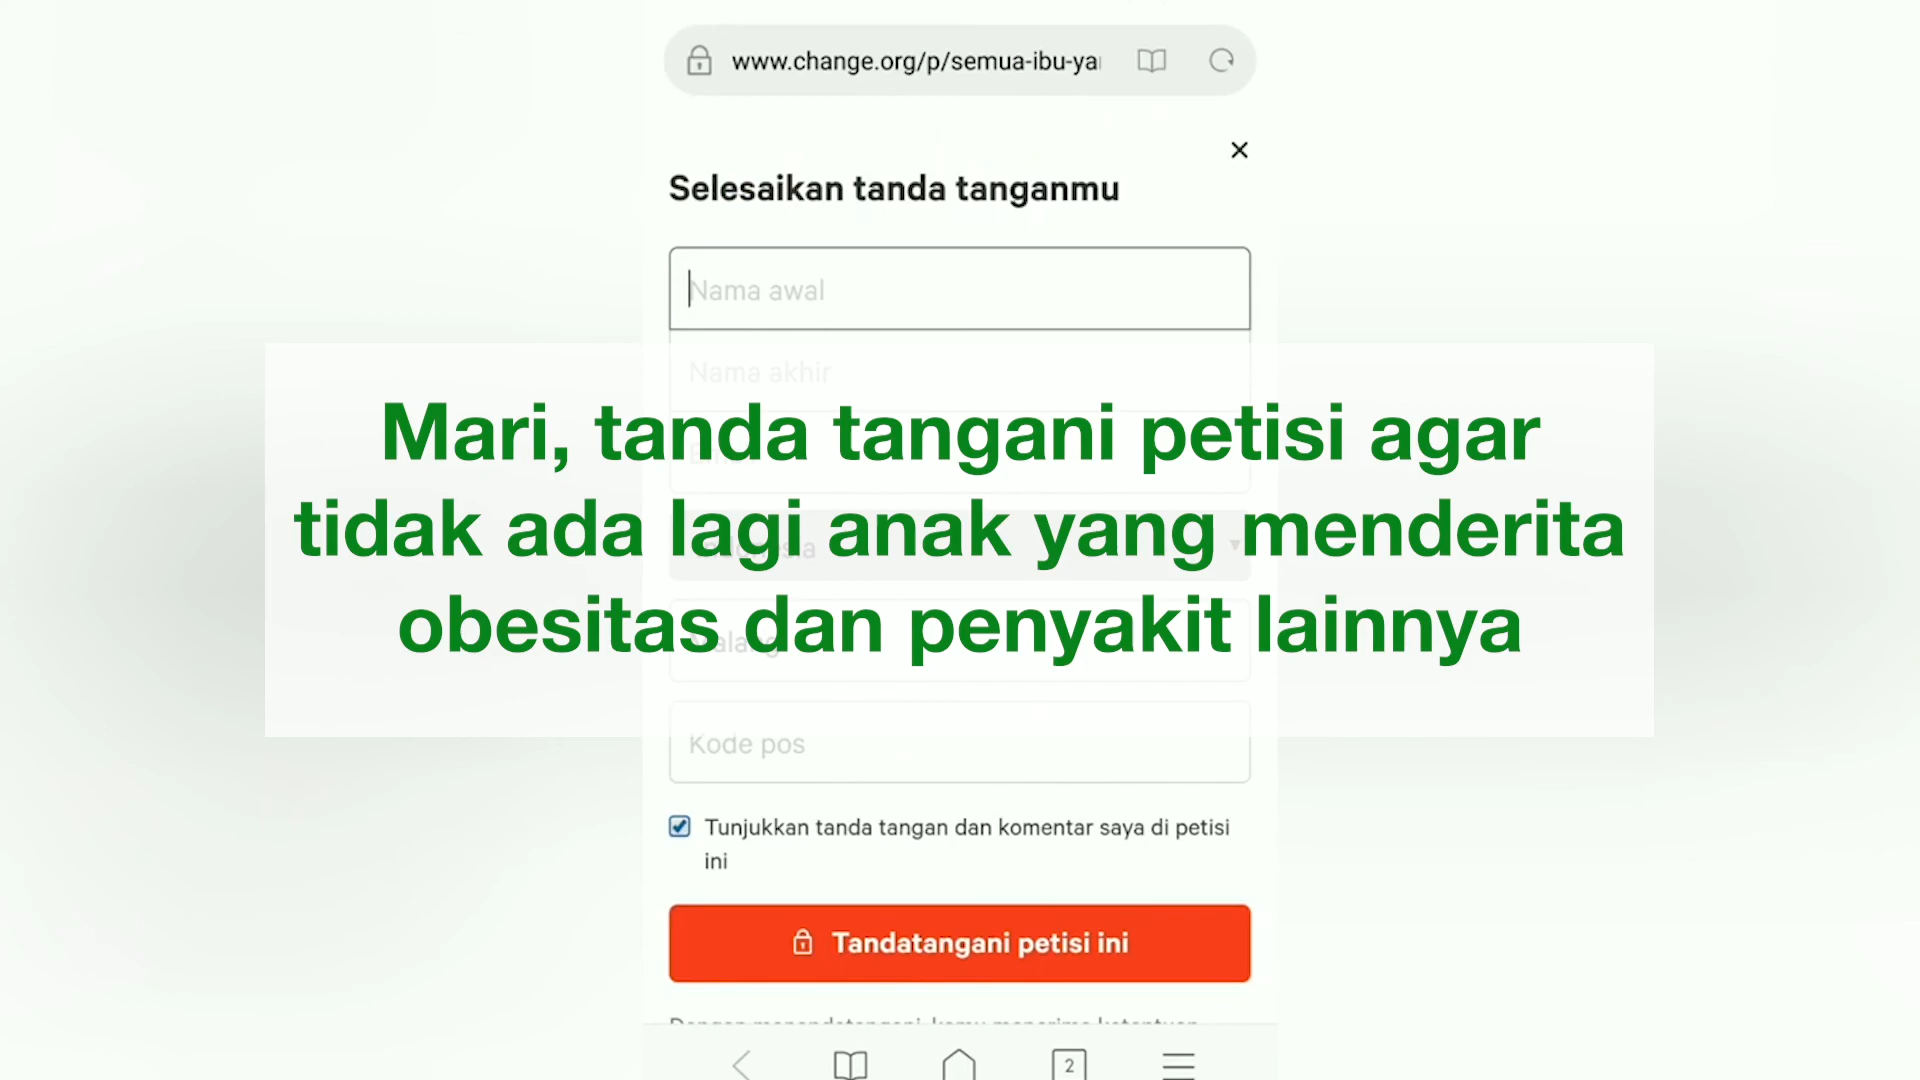 www.change.org/p/semua-ibu-ya
Selesaikan tanda tanganmu
Nama awal
Nama akhir
Mari, tanda tangani petisi agar
tidak ada lagi anak yang menderita
obesitas dan penyakit lainnya
Kode pos
Tunjukkan tanda tangan dan komentar saya di petisi
ini
Tandatangani petisi ini
2